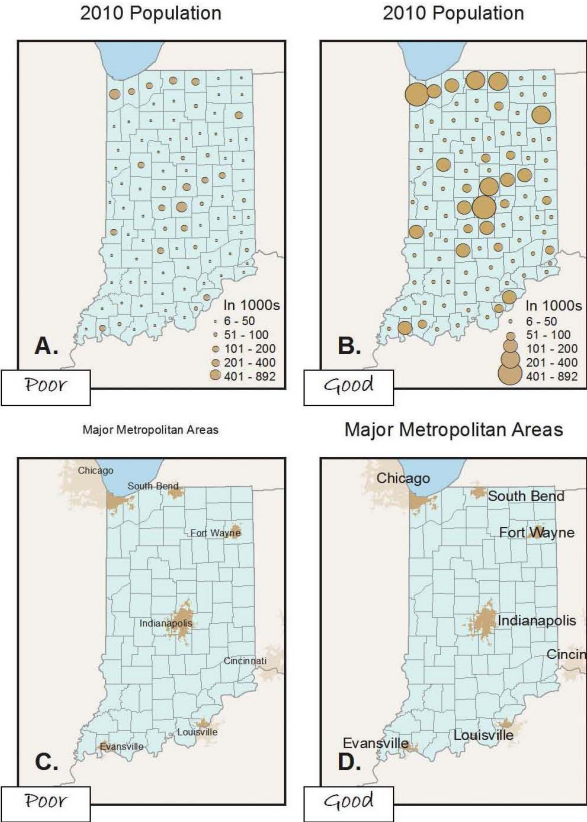 2010 Population
In 1000s
6 - 50
51 - 100
101 - 200
201 - 400
401 - 892
A.
Poor
2010 Population
In 1000s
6 - 50
51 - 100
101 - 200
201 - 400
401 - 892
B.
Good
Major Metropolitan Areas
Chicago
South Bend
Fort Wayne
Indianapolis
Cincinnati
Louisville
Evansville
C.
Poor
Major Metropolitan Areas
Chicago
South Bend
Fort Wayne
Indianapolis
Cincin
Louisville
Evansville
D.
Good